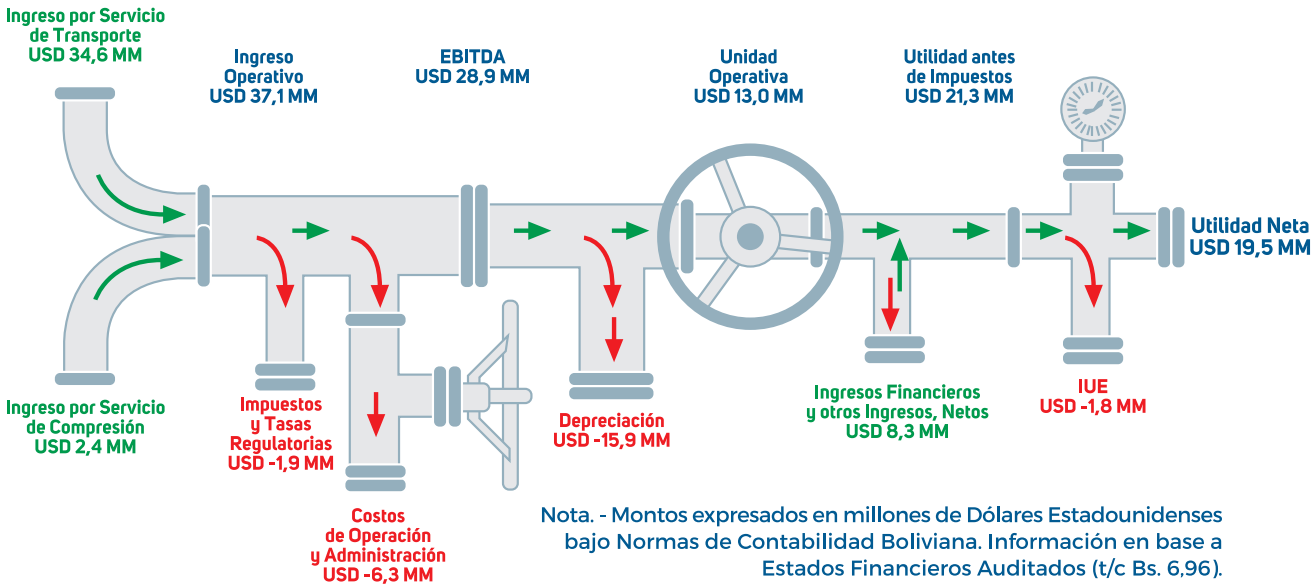 Ingreso por Servicio
de Transporte
USD 34,6 MM
Ingreso
Operativo
USD 37,1 MM
EBITDA
USD 28,9 MM
Unidad
Operativa
USD 13,0 MM
Utilidad antes
de Impuestos
USD 21,3 MM
Utilidad Neta
USD 19,5 MM
Ingreso por Servicio
de Compresión
USD 2,4 MM
Impuestos
y Tasas
Regulatorias
USD -1,9 MM
Costos
de Operación
y Administración
USD -6,3 MM
Depreciación
USD -15,9 MM
Ingresos Financieros
y otros Ingresos, Netos
USD 8,3 MM
IUE
USD -1,8 MM
Nota. - Montos expresados en millones de Dólares Estadounidenses
bajo Normas de Contabilidad Boliviana. Información en base a
Estados Financieros Auditados (t/c Bs. 6,96).